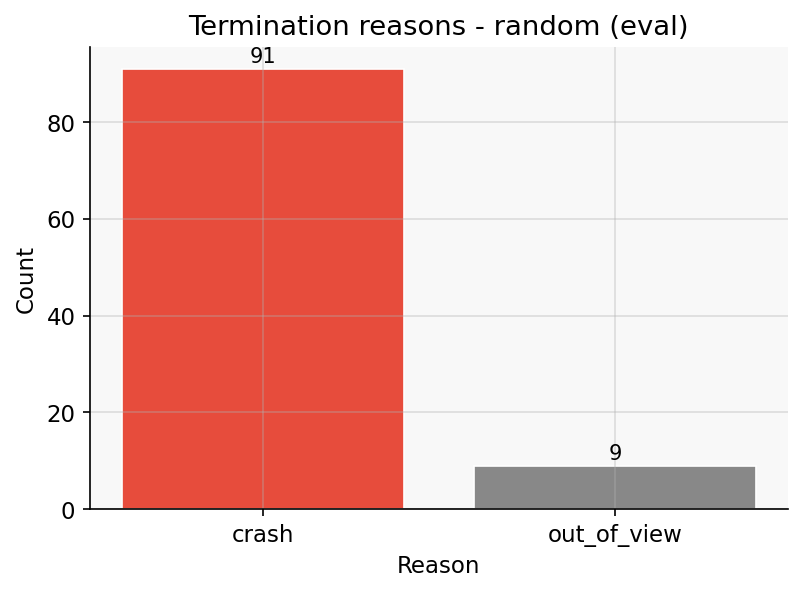 Termination reasons - random (eval)
91
80
60
40
20
0
9
Count
crash
out_of_view
Reason